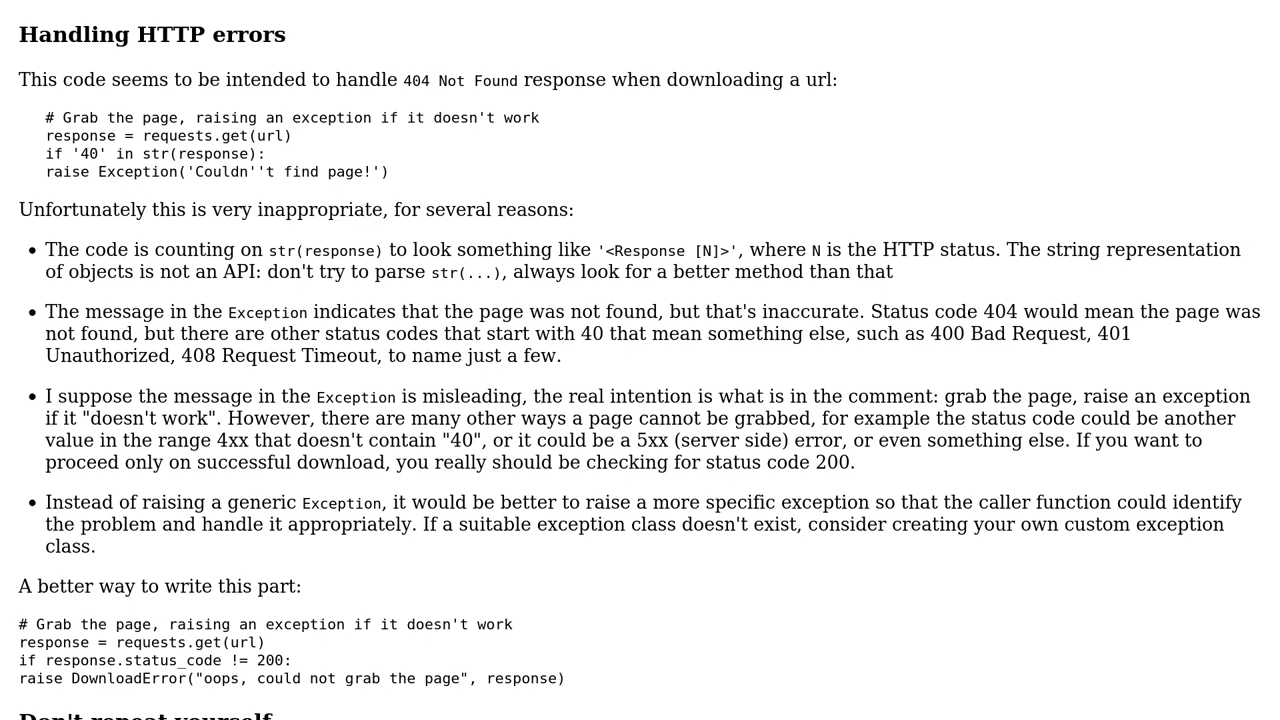 Handling HTTP errors
This code seems to be intended to handle 404 Not Found response when downloading a url:
# Grab the page, raising an exception if it doesn't work
response = requests.get(url)
if '40' in str(response):
raise Exception('Couldn''t find page!')
Unfortunately this is very inappropriate, for several reasons:
• The code is counting on str(response) to look something like '<Response [N]>', where N is the HTTP status. The string representation
of objects is not an API: don't try to parse str(...), always look for a better method than that
• The message in the Exception indicates that the page was not found, but that's inaccurate. Status code 404 would mean the page was
not found, but there are other status codes that start with 40 that mean something else, such as 400 Bad Request, 401
Unauthorized, 408 Request Timeout, to name just a few.
• I suppose the message in the Exception is misleading, the real intention is what is in the comment: grab the page, raise an exception
if it "doesn't work". However, there are many other ways a page cannot be grabbed, for example the status code could be another
value in the range 4xx that doesn't contain "40", or it could be a 5xx (server side) error, or even something else. If you want to
proceed only on successful download, you really should be checking for status code 200.
• Instead of raising a generic Exception, it would be better to raise a more specific exception so that the caller function could identify
the problem and handle it appropriately. If a suitable exception class doesn't exist, consider creating your own custom exception
class.
A better way to write this part:
# Grab the page, raising an exception if it doesn't work
response = requests.get(url)
if response.status_code != 200:
raise DownloadError("oops, could not grab the page", response)
Don't repeat yourself